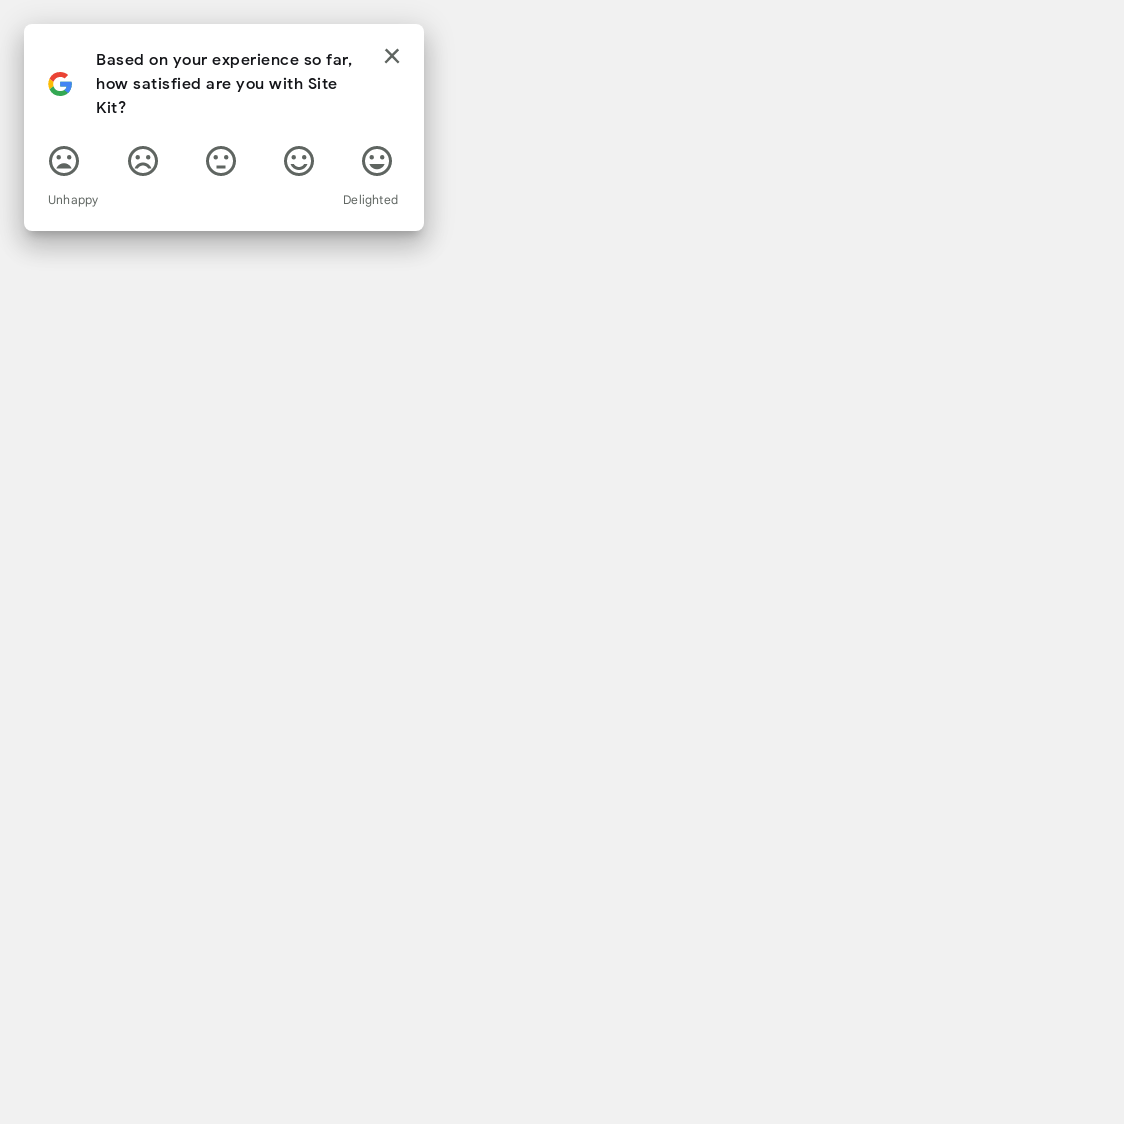 Based on your experience so far,
how satisfied are you with Site
Kit?
Unhappy
Delighted